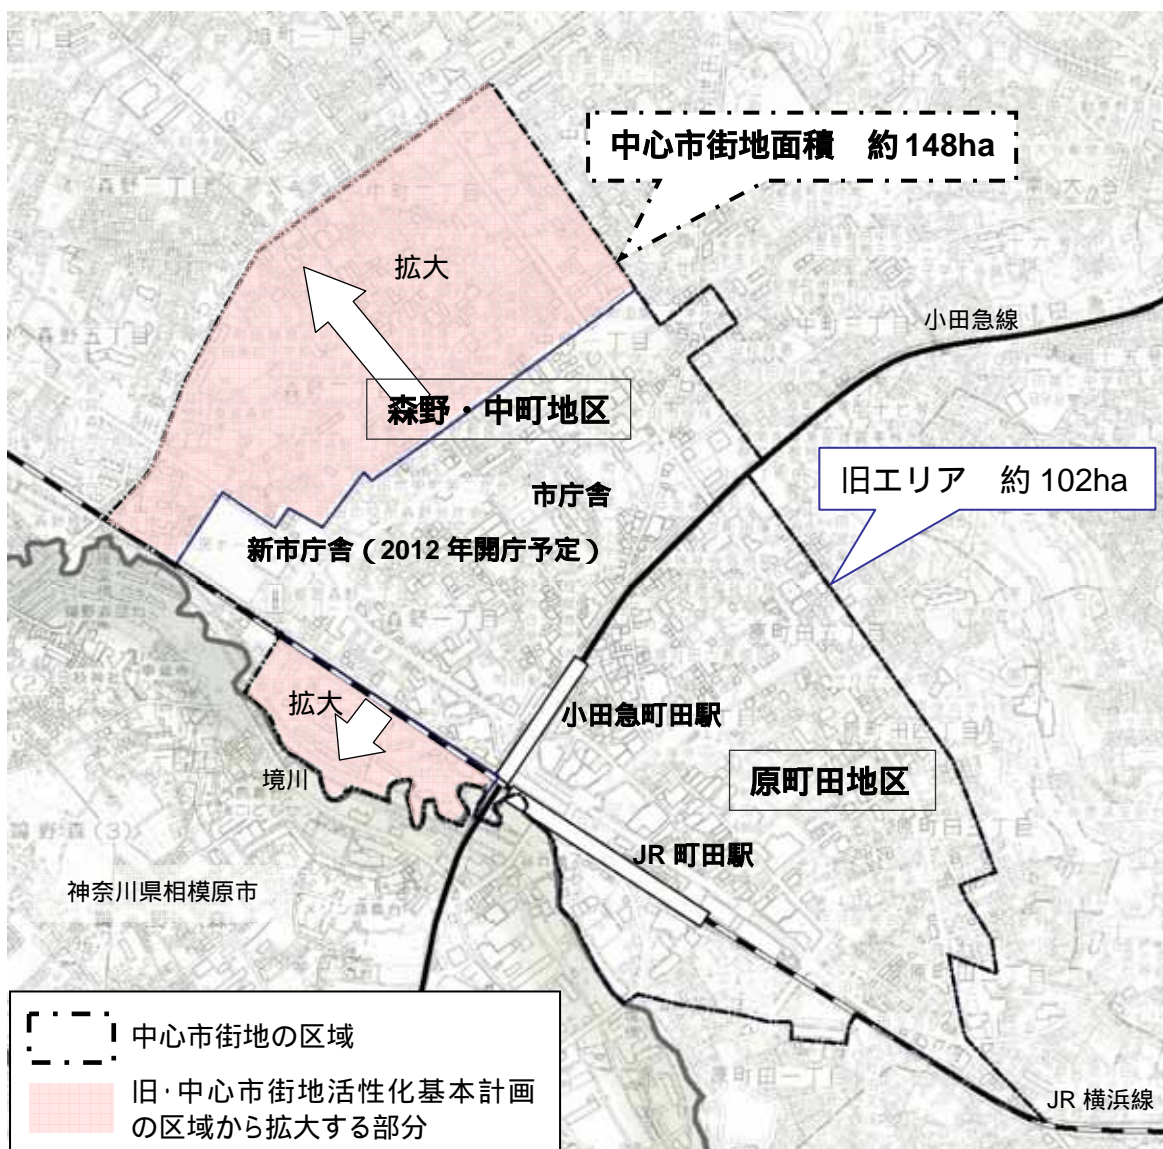 中心市街地面積　約148ha
拡大
小田急線
森野・中町地区
旧エリア　約102ha
市庁舎
新市庁舎（2012年開庁予定）
拡大
小田急町田駅
境川
原町田地区
JR町田駅
神奈川県相模原市
中心市街地の区域
旧・中心市街地活性化基本計画
の区域から拡大する部分
JR横浜線